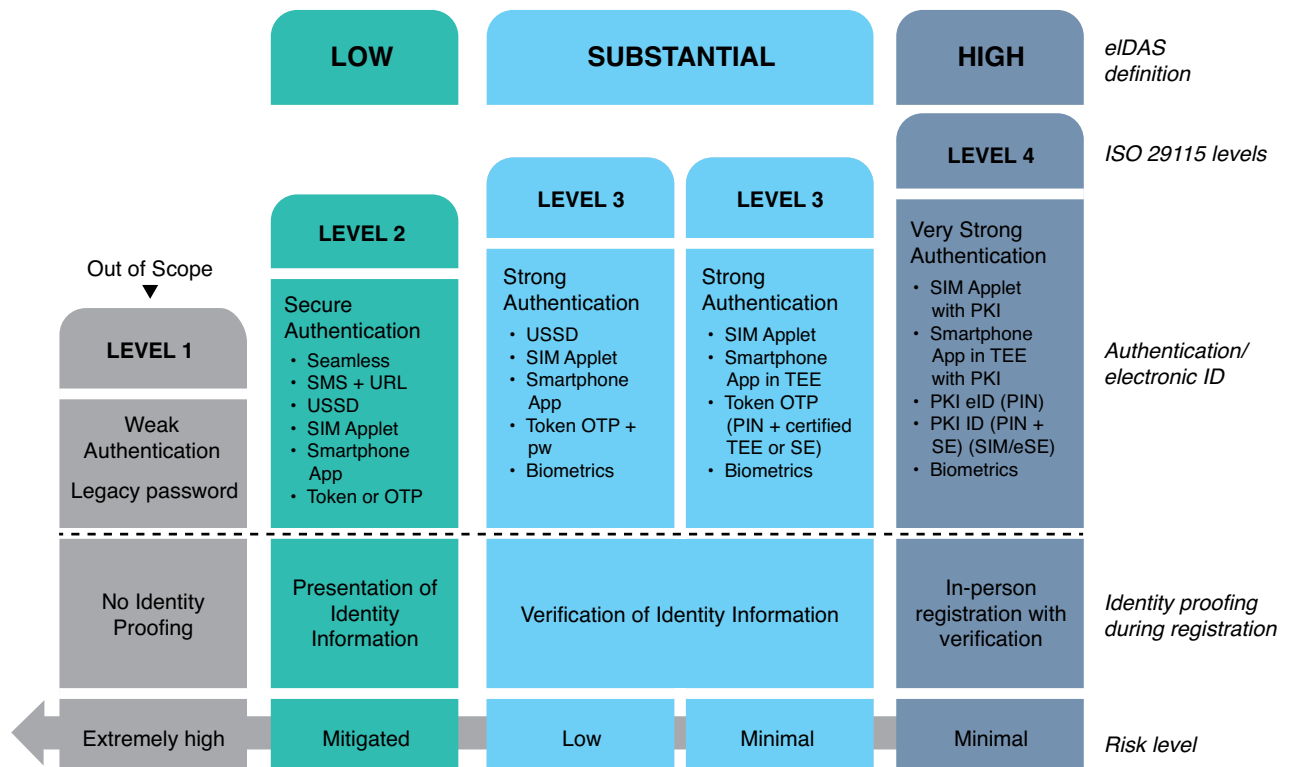 LOW
SUBSTANTIAL
HIGH
eIDAS
definition
Out of Scope
LEVEL 1
LEVEL 2
LEVEL 3
LEVEL 3
LEVEL 4
ISO 29115 levels
Weak
Authentication
Legacy password
Secure
Authentication
• Seamless
• SMS + URL
• USSD
• SIM Applet
• Smartphone
App
• Token or OTP
Strong
Authentication
• USSD
• SIM Applet
• Smartphone
App
• Token OTP +
pw
• Biometrics
Strong
Authentication
• SIM Applet
• Smartphone
App in TEE
• Token OTP
(PIN + certified
TEE or SE)
• Biometrics
Very Strong
Authentication
• SIM Applet
with PKI
• Smartphone
App in TEE
with PKI
• PKI eID (PIN)
• PKI ID (PIN +
SE) (SIM/eSE)
• Biometrics
Authentication/
electronic ID
No Identity
Proofing
Presentation of
Identity
Information
Verification of Identity Information
In-person
registration with
verification
Identity proofing
during registration
Extremely high
Mitigated
Low
Minimal
Minimal
Risk level